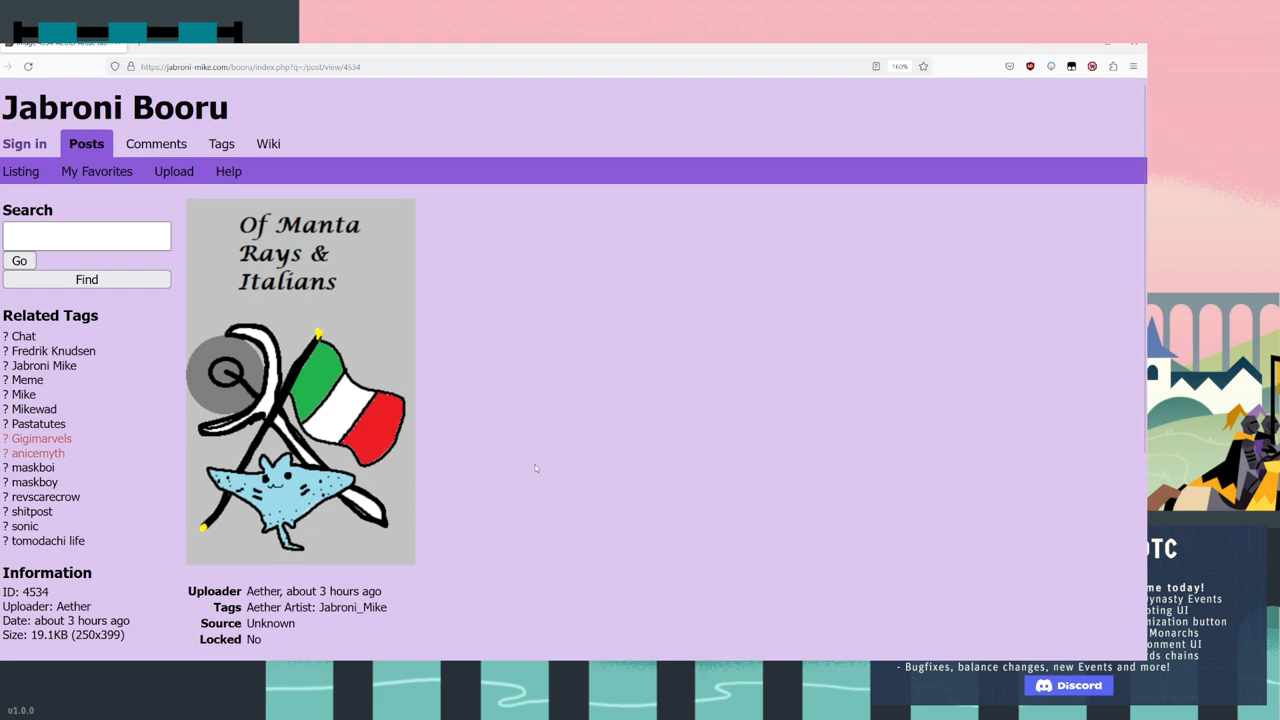 https://jabroni-mike.com/booru/index.php?q=/post/view/4534
160%
Jabroni Booru
Sign in Posts Comments Tags Wiki
Listing My Favorites Upload Help
Search
Go
Find
Related Tags
? Chat
? Fredrik Knudsen
? Jabroni Mike
? Meme
? Mike
? Mikewad
? Pastatutes
? Gigimarvels
? anicemyth
? maskboi
? maskboy
? revscarecrow
? shitpost
? sonic
? tomodachi life
Information
ID: 4534
Uploader: Aether
Date: about 3 hours ago
Size: 19.1KB (250x399)
Of Manta
Rays &
Italians
Uploader Aether, about 3 hours ago
Tags Aether Artist: Jabroni_Mike
Source Unknown
Locked No
me today!
ynasty Events
oting UI
nization button
Monarchs
onment UI
ds chains
- Bugfixes, balance changes, new Events and more!
Discord
v1.0.0